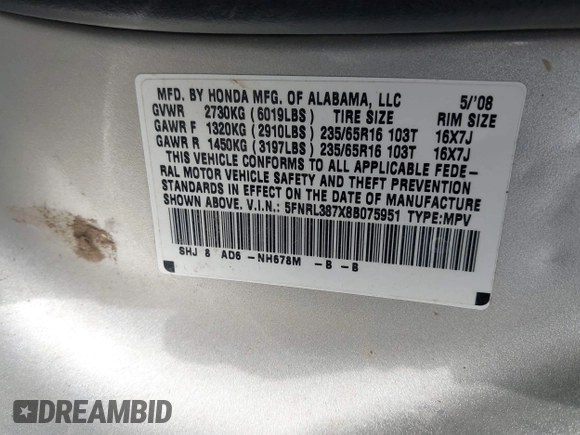 MFD. BY HONDA MFG. OF ALABAMA, LLC 5/'08
GVWR 2730KG (6019LBS) TIRE SIZE RIM SIZE
GAWR F 1320KG (2910LBS) 235/65R16 103T 16X7J
GAWR R 1450KG (3197LBS) 235/65R16 103T 16X7J
THIS VEHICLE CONFORMS TO ALL APPLICABLE FEDE-
RAL MOTOR VEHICLE SAFETY AND THEFT PREVENTION
STANDARDS IN EFFECT ON THE DATE OF MANUFACTURE
SHOWN ABOVE. V.I.N.: 5FNRL387X8B075951 TYPE:MPV
SHJ 8 AD6 -NH678M -B -B
DREAMBID